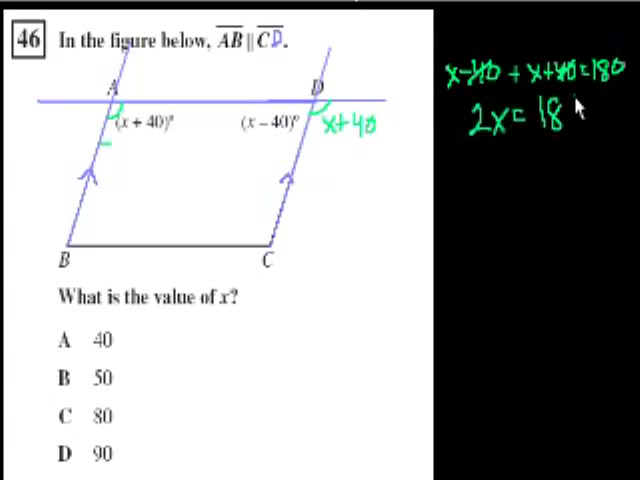 46 In the figure below, AB || CD.
A D
(x + 40)° (x – 40)° x+40
B C
What is the value of x?
A 40
B 50
C 80
D 90
x-40 + x+40=180
2x= 18